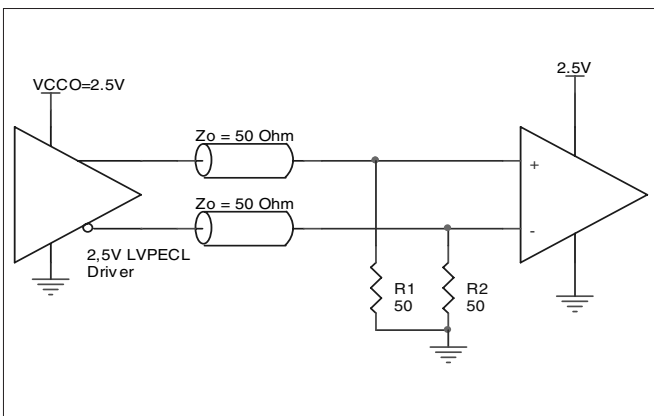 VCCO=2.5V
2.5V
Zo = 50 Ohm
+
Zo = 50 Ohm
-
2,5V LVPECL
Driver
R1
50
R2
50